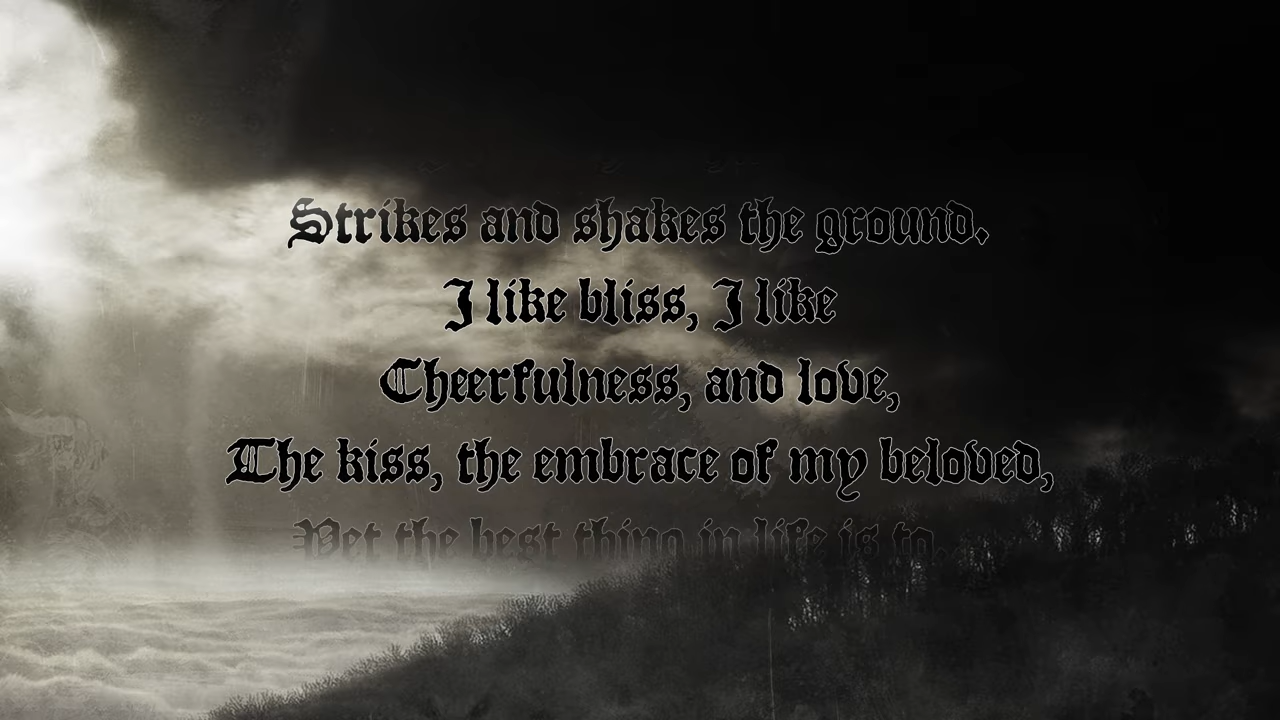 Strikes and shakes the ground.
I like bliss, I like
Cheerfulness, and love,
The kiss, the embrace of my beloved,
Yet the best thing in life is to...